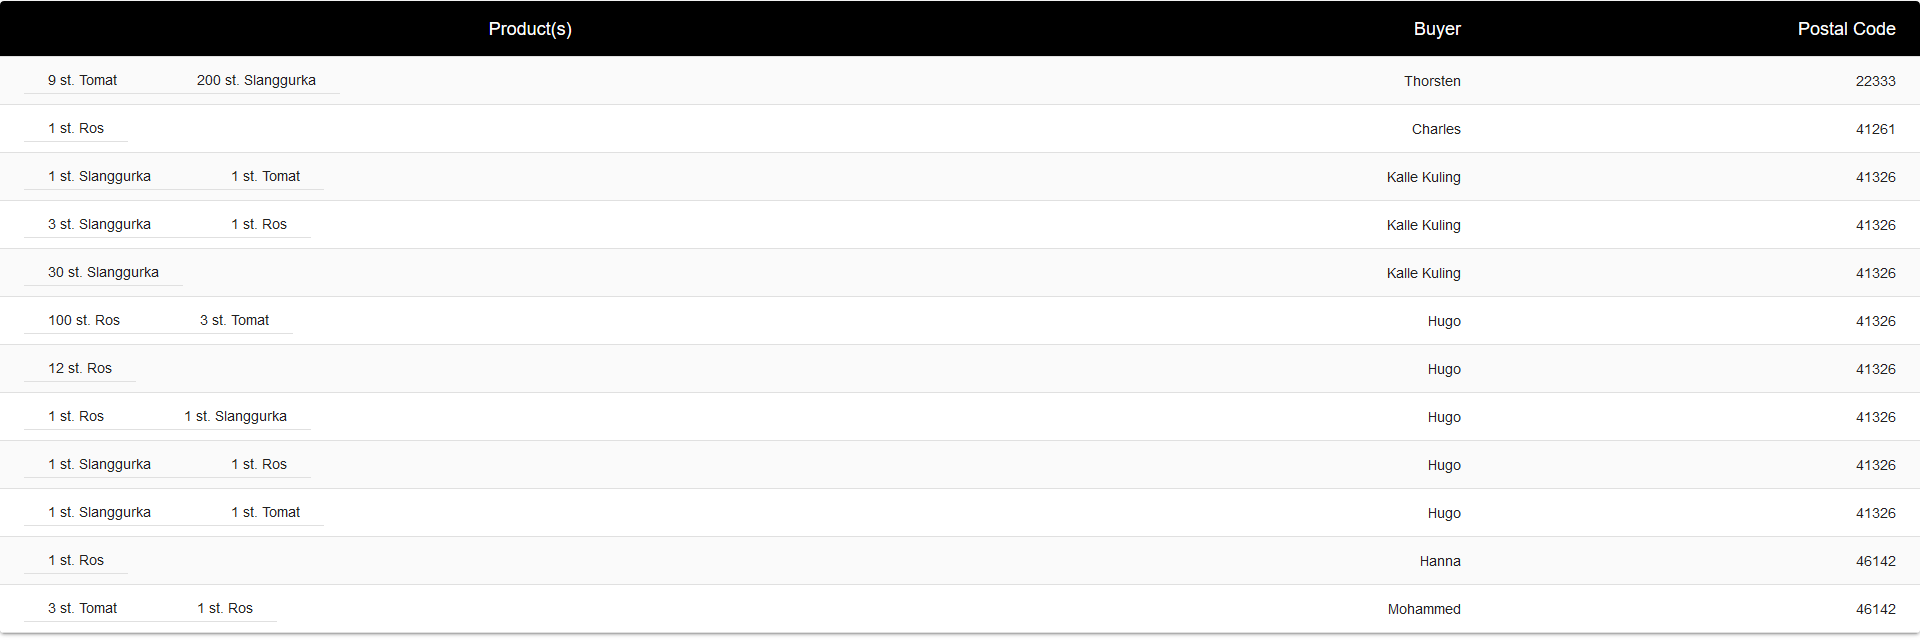 Product(s) Buyer Postal Code
9 st. Tomat 200 st. Slanggurka Thorsten 22333
1 st. Ros Charles 41261
1 st. Slanggurka 1 st. Tomat Kalle Kuling 41326
3 st. Slanggurka 1 st. Ros Kalle Kuling 41326
30 st. Slanggurka Kalle Kuling 41326
100 st. Ros 3 st. Tomat Hugo 41326
12 st. Ros Hugo 41326
1 st. Ros 1 st. Slanggurka Hugo 41326
1 st. Slanggurka 1 st. Ros Hugo 41326
1 st. Slanggurka 1 st. Tomat Hugo 41326
1 st. Ros Hanna 46142
3 st. Tomat 1 st. Ros Mohammed 46142